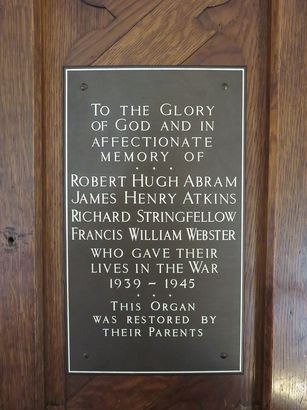 To the Glory
of God and in
affectionate
memory of
Robert Hugh Abram
James Henry Atkins
Richard Stringfellow
Francis William Webster
who gave their
lives in the War
1939 – 1945
This Organ
was restored by
their Parents